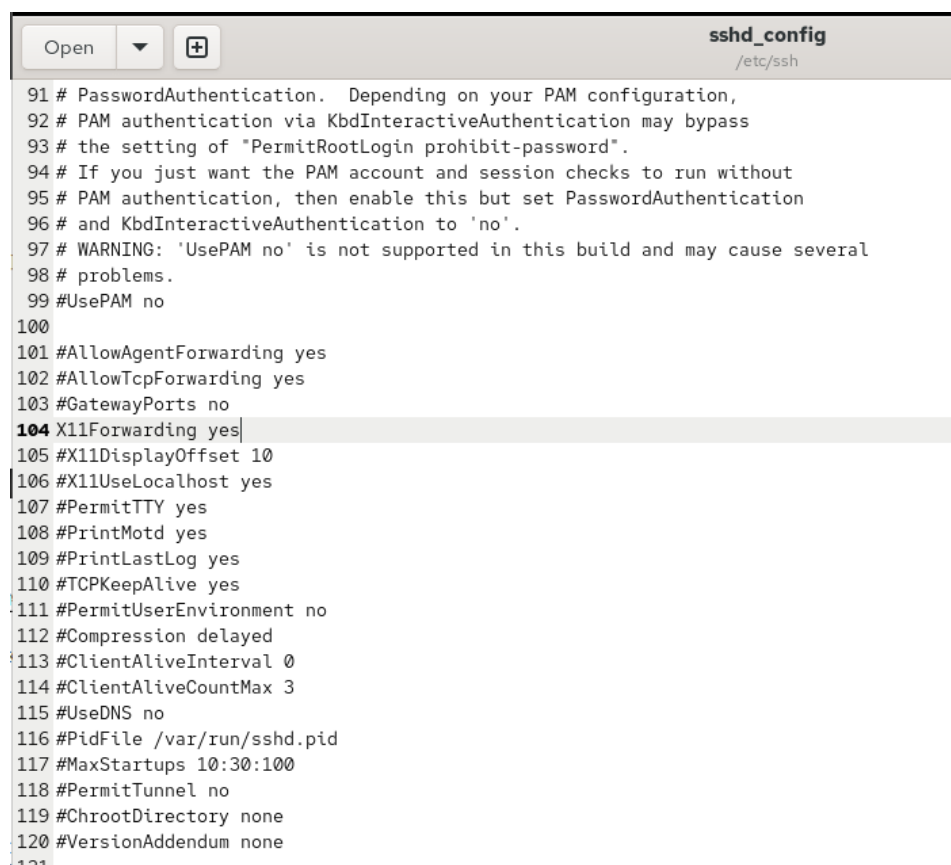 Open
sshd_config
/etc/ssh
91 # PasswordAuthentication.  Depending on your PAM configuration,
92 # PAM authentication via KbdInteractiveAuthentication may bypass
93 # the setting of "PermitRootLogin prohibit-password".
94 # If you just want the PAM account and session checks to run without
95 # PAM authentication, then enable this but set PasswordAuthentication
96 # and KbdInteractiveAuthentication to 'no'.
97 # WARNING: 'UsePAM no' is not supported in this build and may cause several
98 # problems.
99 #UsePAM no
100
101 #AllowAgentForwarding yes
102 #AllowTcpForwarding yes
103 #GatewayPorts no
104 X11Forwarding yes
105 #X11DisplayOffset 10
106 #X11UseLocalhost yes
107 #PermitTTY yes
108 #PrintMotd yes
109 #PrintLastLog yes
110 #TCPKeepAlive yes
111 #PermitUserEnvironment no
112 #Compression delayed
113 #ClientAliveInterval 0
114 #ClientAliveCountMax 3
115 #UseDNS no
116 #PidFile /var/run/sshd.pid
117 #MaxStartups 10:30:100
118 #PermitTunnel no
119 #ChrootDirectory none
120 #VersionAddendum none